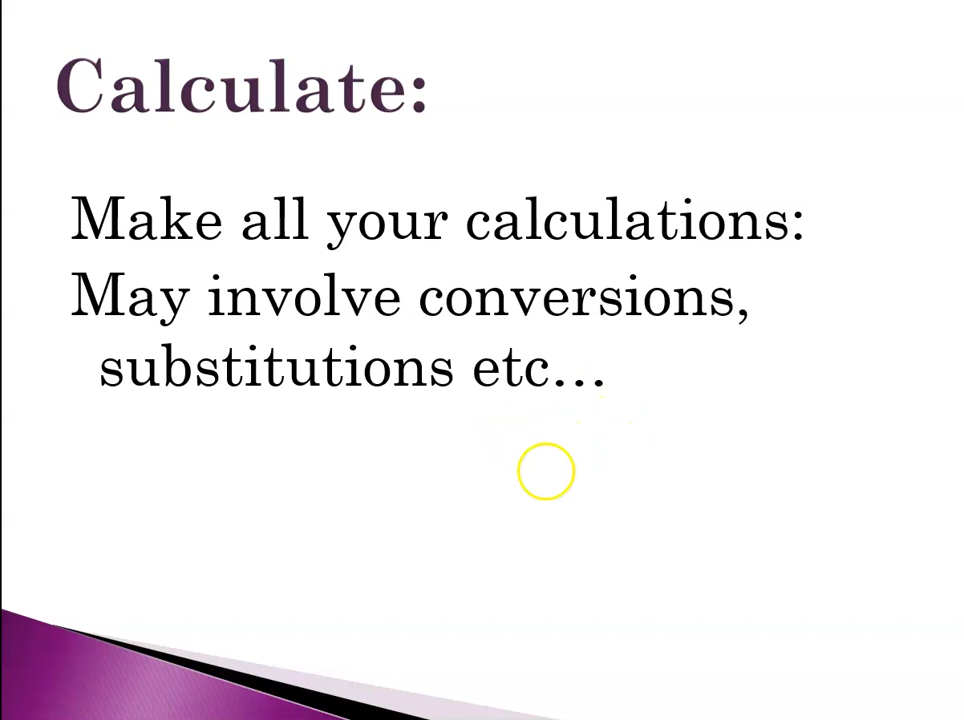 Calculate:
Make all your calculations:
May involve conversions,
substitutions etc…